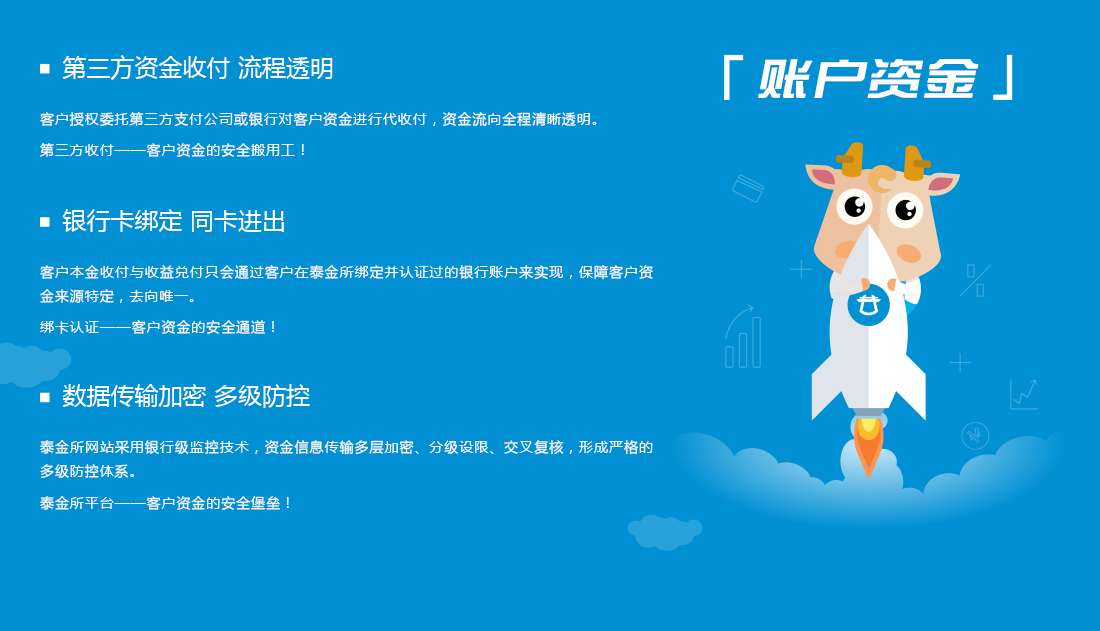 第三方资金收付 流程透明
客户授权委托第三方支付公司或银行对客户资金进行代收付，资金流向全程清晰透明。
第三方收付——客户资金的安全搬用工！
银行卡绑定 同卡进出
客户本金收付与收益兑付只会通过客户在泰金所绑定并认证过的银行账户来实现，保障客户资
金来源特定，去向唯一。
绑卡认证——客户资金的安全通道！
数据传输加密 多级防控
泰金所网站采用银行级监控技术，资金信息传输多层加密、分级设限、交叉复核，形成严格的
多级防控体系。
泰金所平台——客户资金的安全堡垒！
「账户资金」